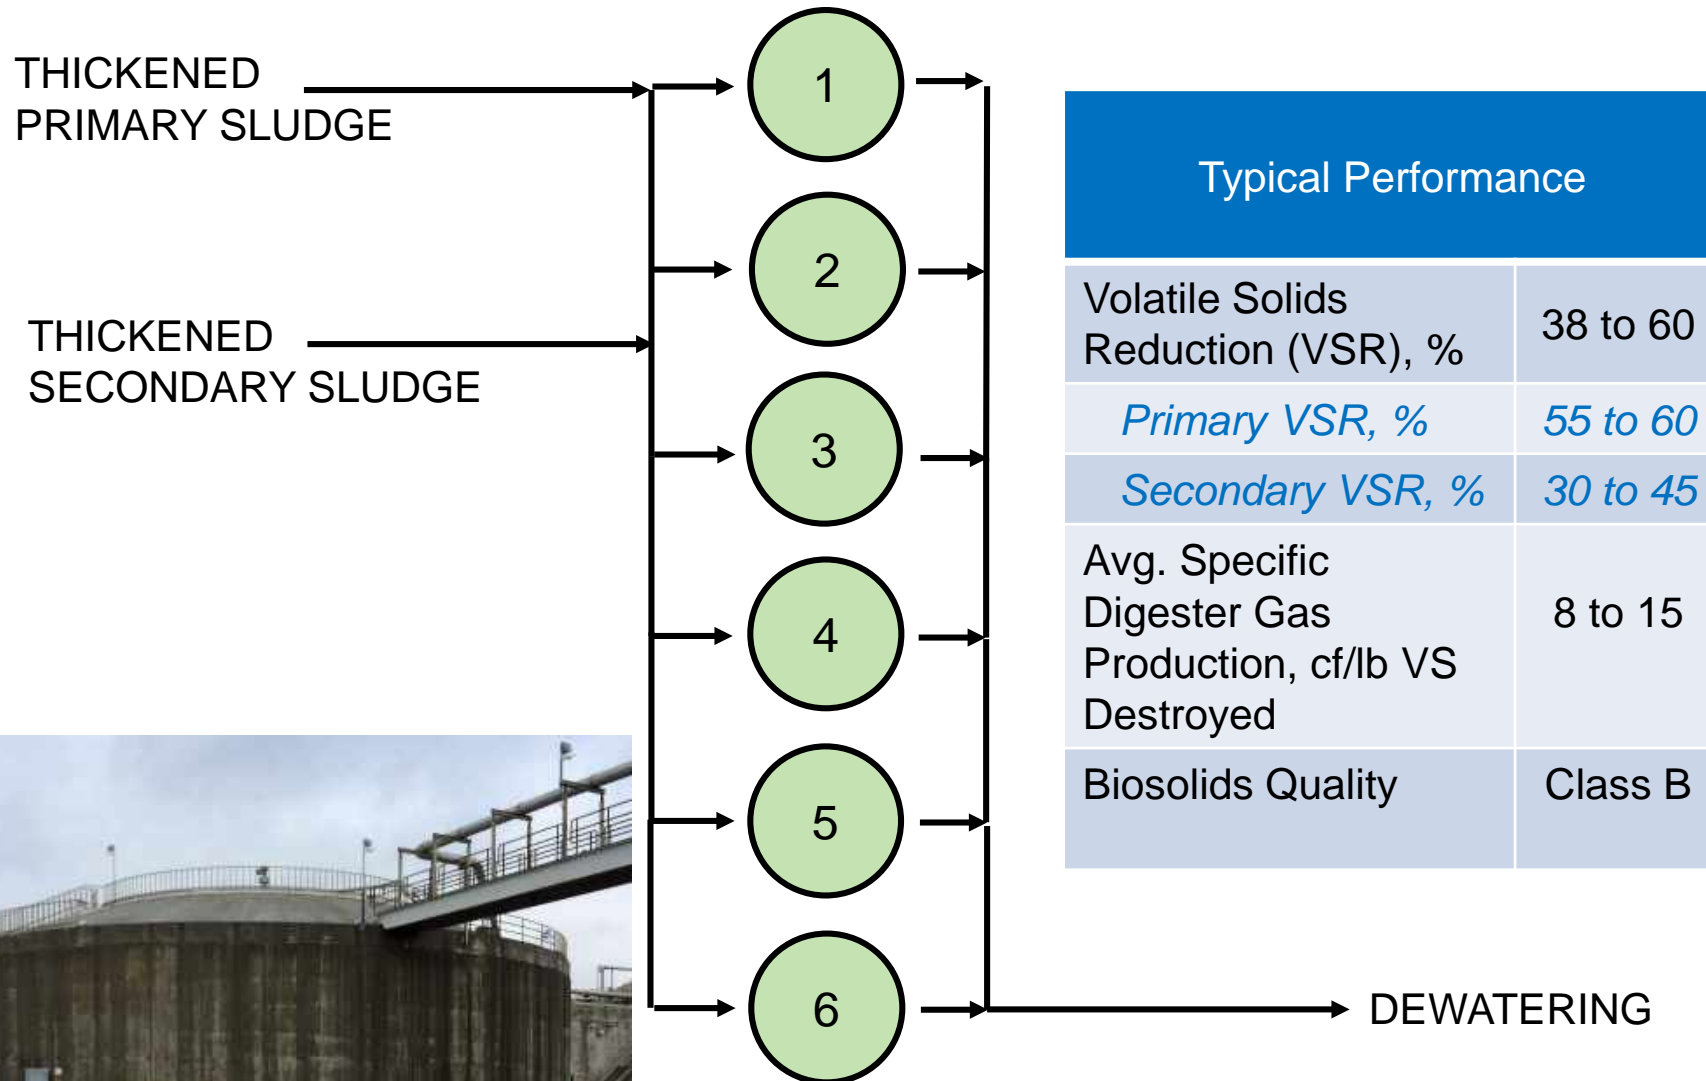 THICKENED
PRIMARY SLUDGE
THICKENED
SECONDARY SLUDGE
1
2
3
4
5
6
DEWATERING
Typical Performance
Volatile Solids
Reduction (VSR), %
38 to 60
Primary VSR, %
55 to 60
Secondary VSR, %
30 to 45
Avg. Specific
Digester Gas
Production, cf/lb VS
Destroyed
8 to 15
Biosolids Quality
Class B